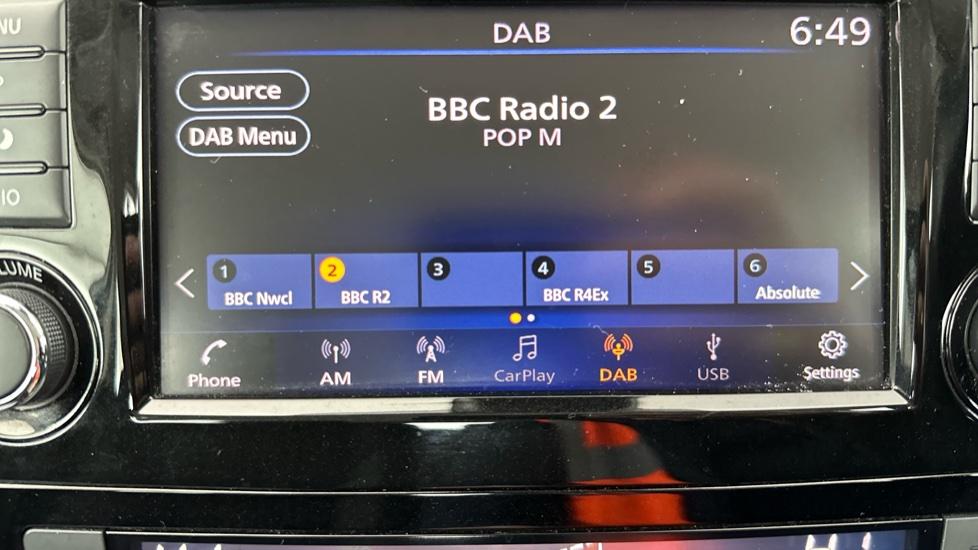 DAB
6:49
Source
BBC Radio 2
DAB Menu
POP M
1 2 3 4 5 6
BBC Nwcl BBC R2 BBC R4Ex Absolute
Phone AM FM CarPlay DAB USB Settings